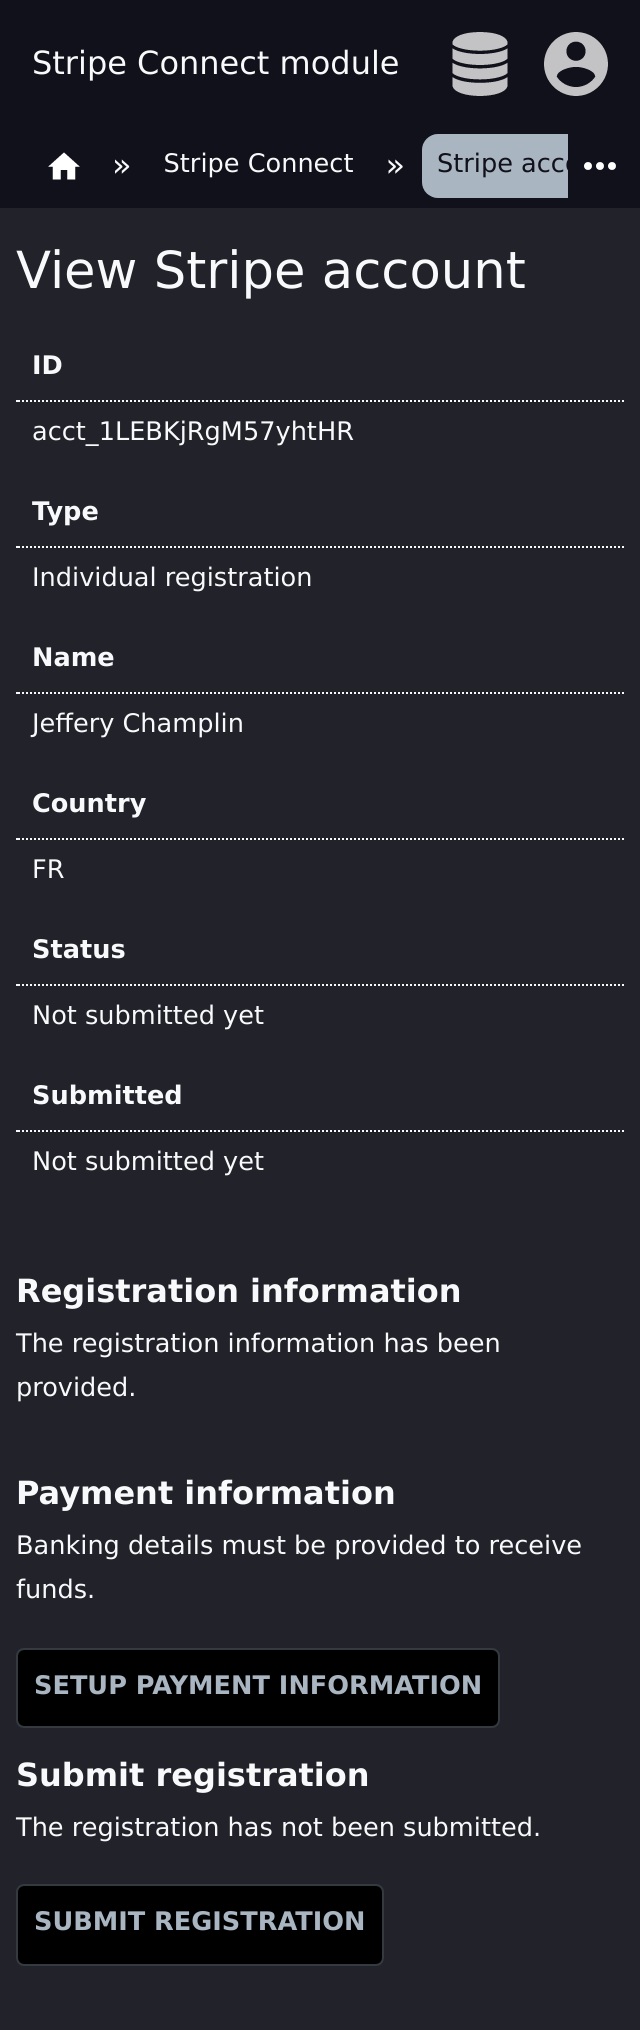 Stripe Connect module
» Stripe Connect » Stripe acc
View Stripe account
ID
acct_1LEBKjRgM57yhtHR
Type
Individual registration
Name
Jeffery Champlin
Country
FR
Status
Not submitted yet
Submitted
Not submitted yet
Registration information
The registration information has been
provided.
Payment information
Banking details must be provided to receive
funds.
SETUP PAYMENT INFORMATION
Submit registration
The registration has not been submitted.
SUBMIT REGISTRATION